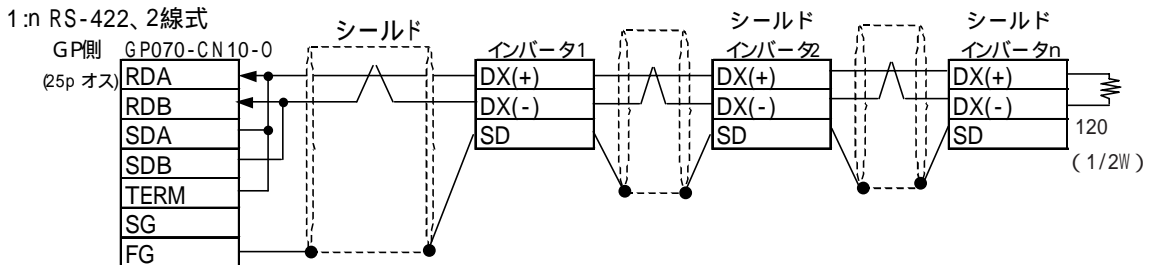 1:n RS-422、2線式
GP側 GP070-CN10-0
(25p オス)
RDA
RDB
SDA
SDB
TERM
SG
FG
シールド
インバータ1
DX(+)
DX(-)
SD
シールド
インバータ2
DX(+)
DX(-)
SD
シールド
インバータn
DX(+)
DX(-)
SD
120
(1/2W)